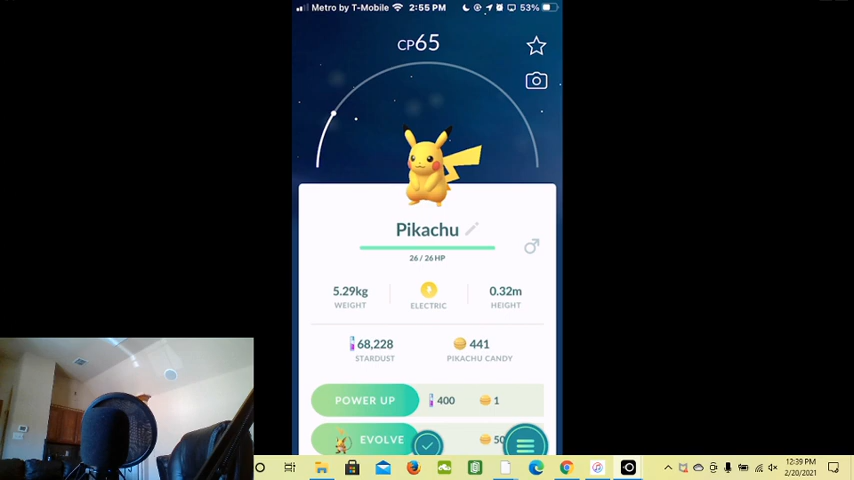 Metro by T-Mobile 2:55 PM 53%
CP65
Pikachu
26 / 26 HP
5.29kg
WEIGHT
ELECTRIC
0.32m
HEIGHT
68,228
STARDUST
441
PIKACHU CANDY
POWER UP 400 1
EVOLVE 50
12:39 PM
2/20/2021